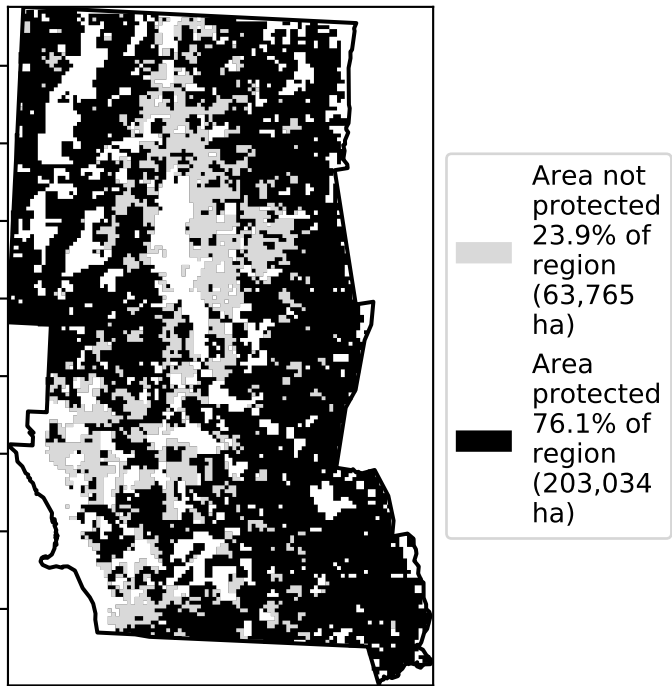 Area not
protected
23.9% of
region
(63,765
ha)
Area
protected
76.1% of
region
(203,034
ha)